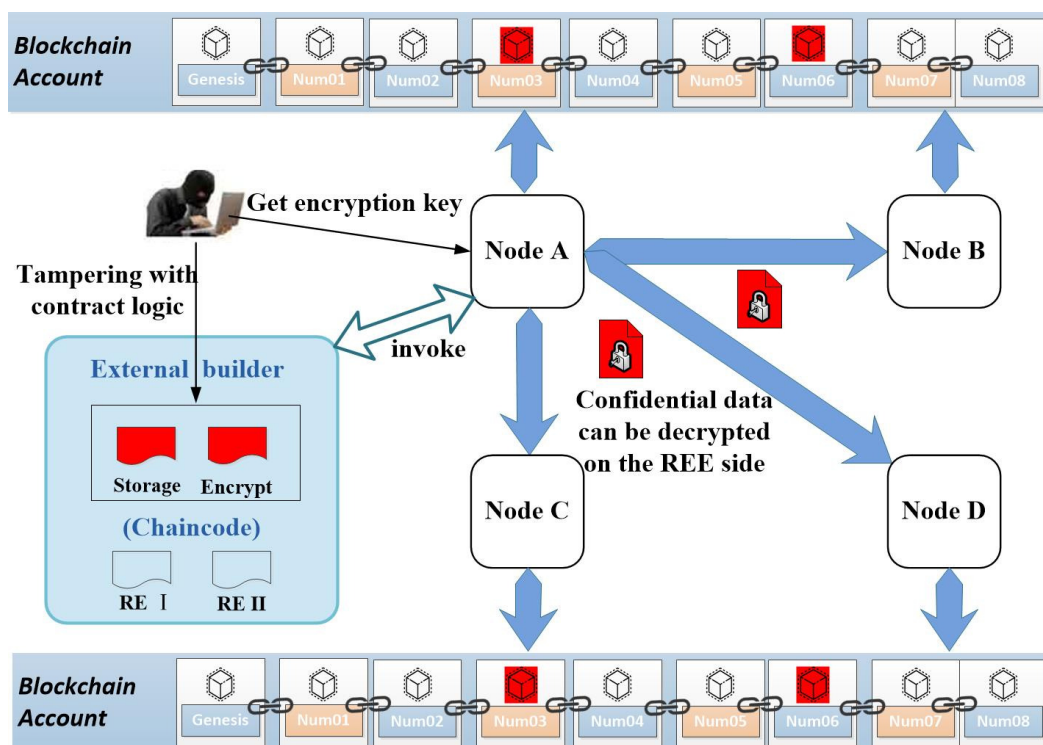 Blockchain
Account
Genesis
Num01
Num02
Num03
Num04
Num05
Num06
Num07
Num08
Get encryption key
Node A
Node B
Tampering with
contract logic
invoke
External builder
Storage
Encrypt
(Chaincode)
RE I
RE II
Confidential data
can be decrypted
on the REE side
Node C
Node D
Blockchain
Account
Genesis
Num01
Num02
Num03
Num04
Num05
Num06
Num07
Num08